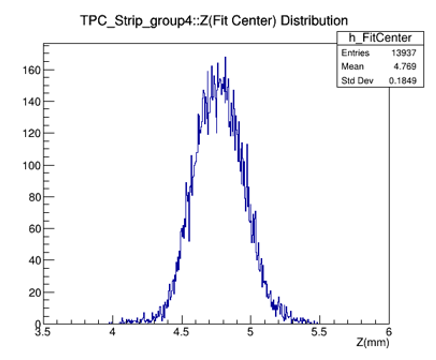 TPC_Strip_group4::Z(Fit Center) Distribution
h_FitCenter
Entries 13937
Mean 4.769
Std Dev 0.1849
160
140
120
100
80
60
40
20
0
3.5 4 4.5 5 5.5 6
Z(mm)